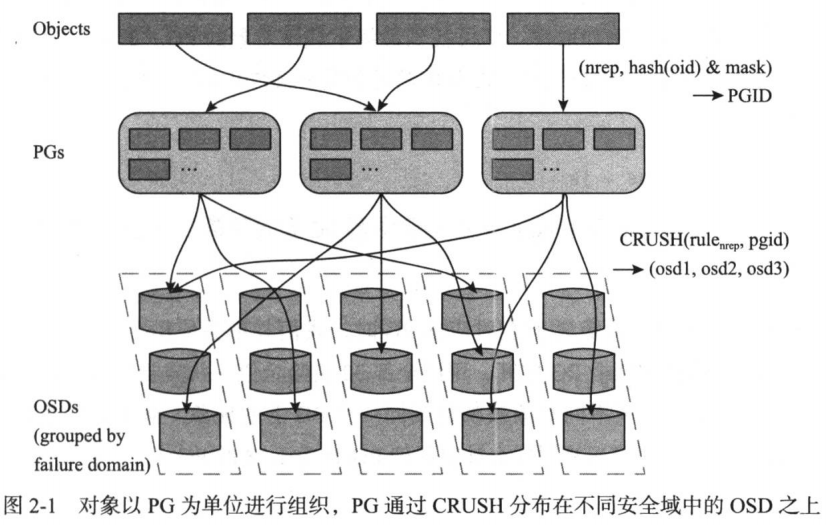 Objects
(nrep, hash(oid) & mask)
→ PGID
PGs
...
...
...
CRUSH(rulenrep, pgid)
→ (osd1, osd2, osd3)
OSDs
(grouped by
failure domain)
图 2-1 对象以 PG 为单位进行组织，PG 通过 CRUSH 分布在不同安全域中的 OSD 之上